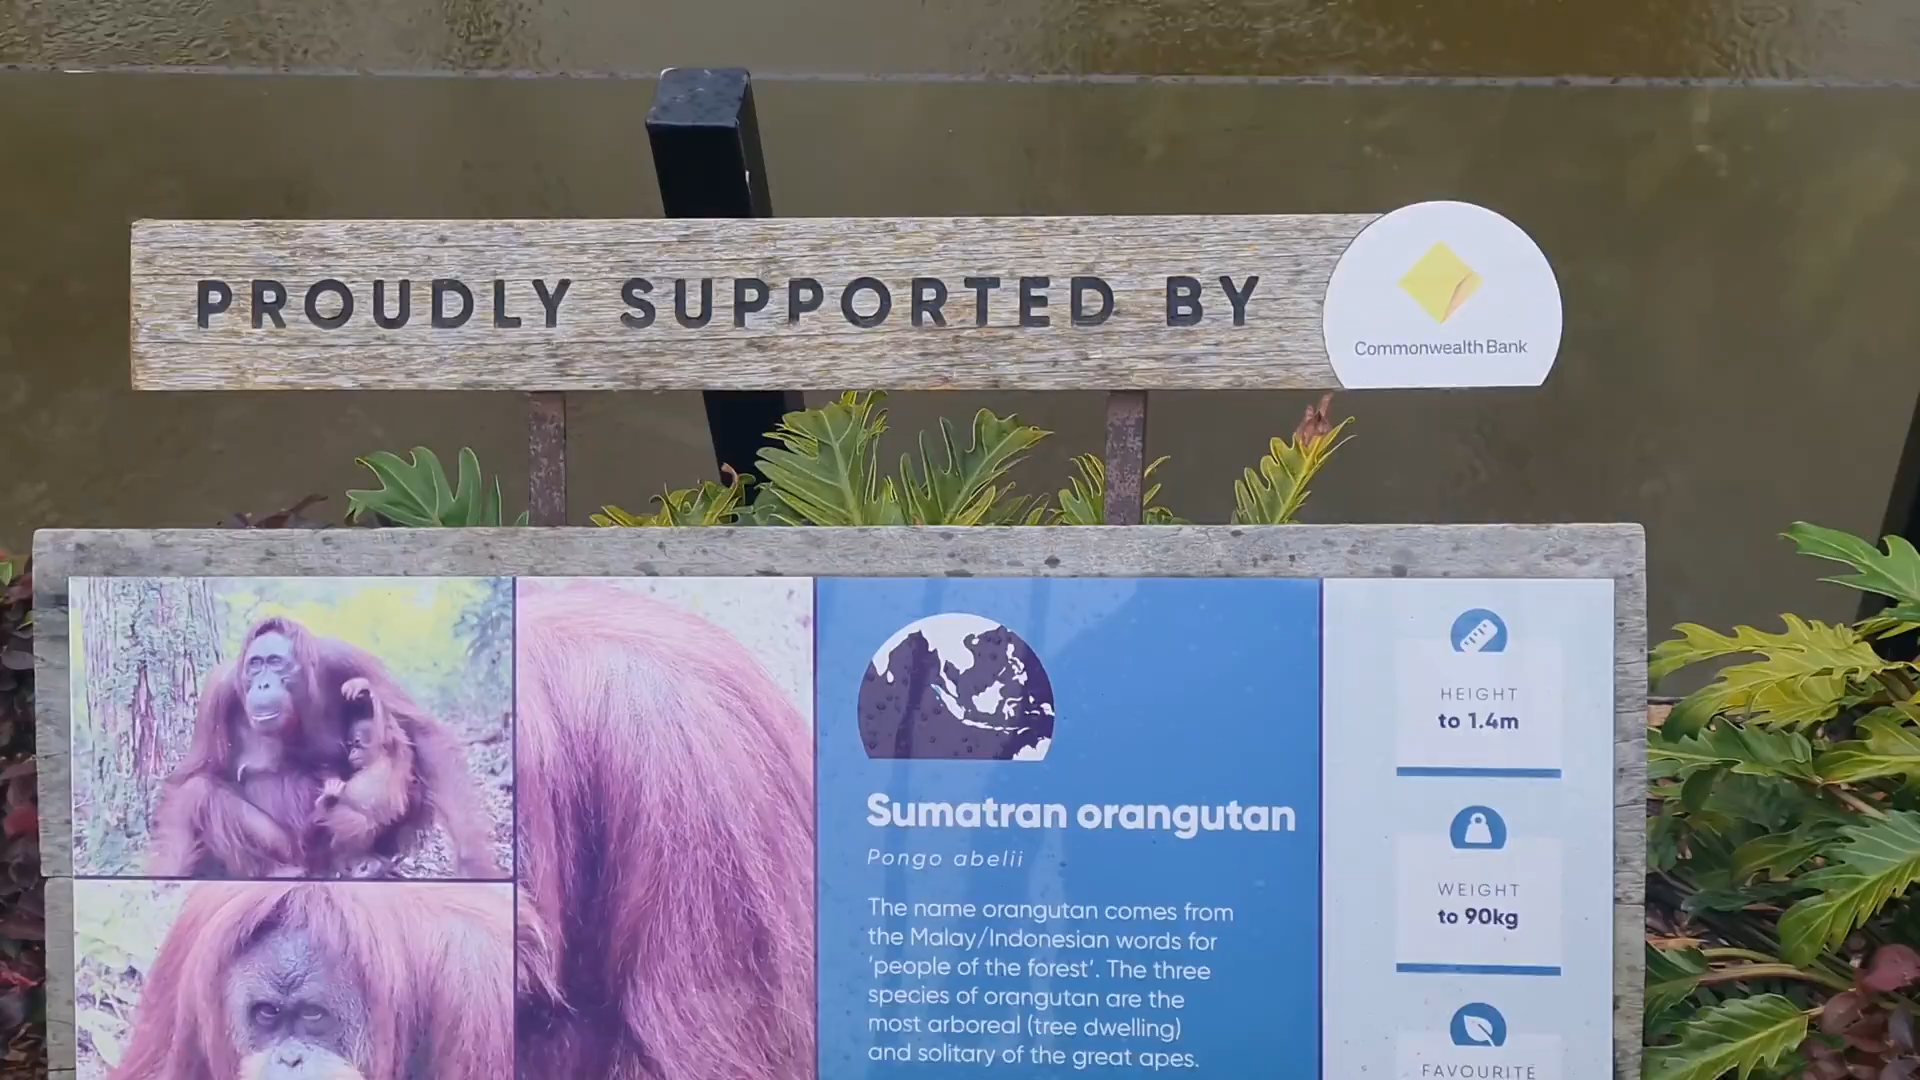 PROUDLY SUPPORTED BY
Commonwealth Bank
Sumatran orangutan
Pongo abelii
The name orangutan comes from
the Malay/Indonesian words for
'people of the forest'. The three
species of orangutan are the
most arboreal (tree dwelling)
and solitary of the great apes.
HEIGHT
to 1.4m
WEIGHT
to 90kg
FAVOURITE